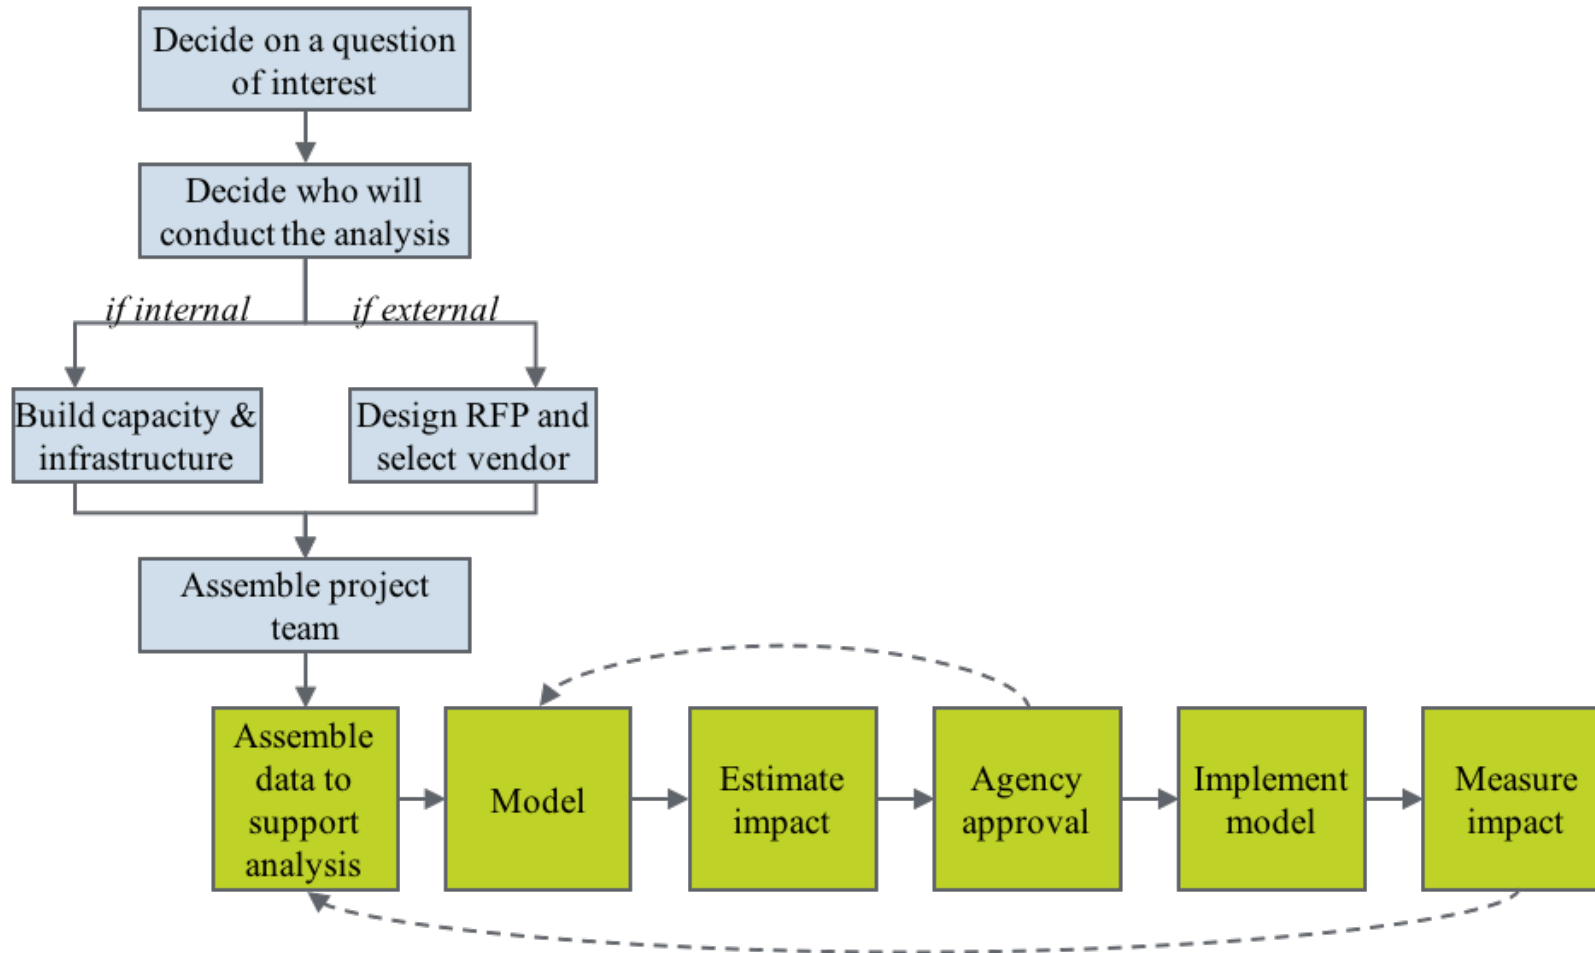 Decide on a question
of interest
Decide who will
conduct the analysis
if internal
if external
Build capacity &
infrastructure
Design RFP and
select vendor
Assemble project
team
Assemble
data to
support
analysis
Model
Estimate
impact
Agency
approval
Implement
model
Measure
impact